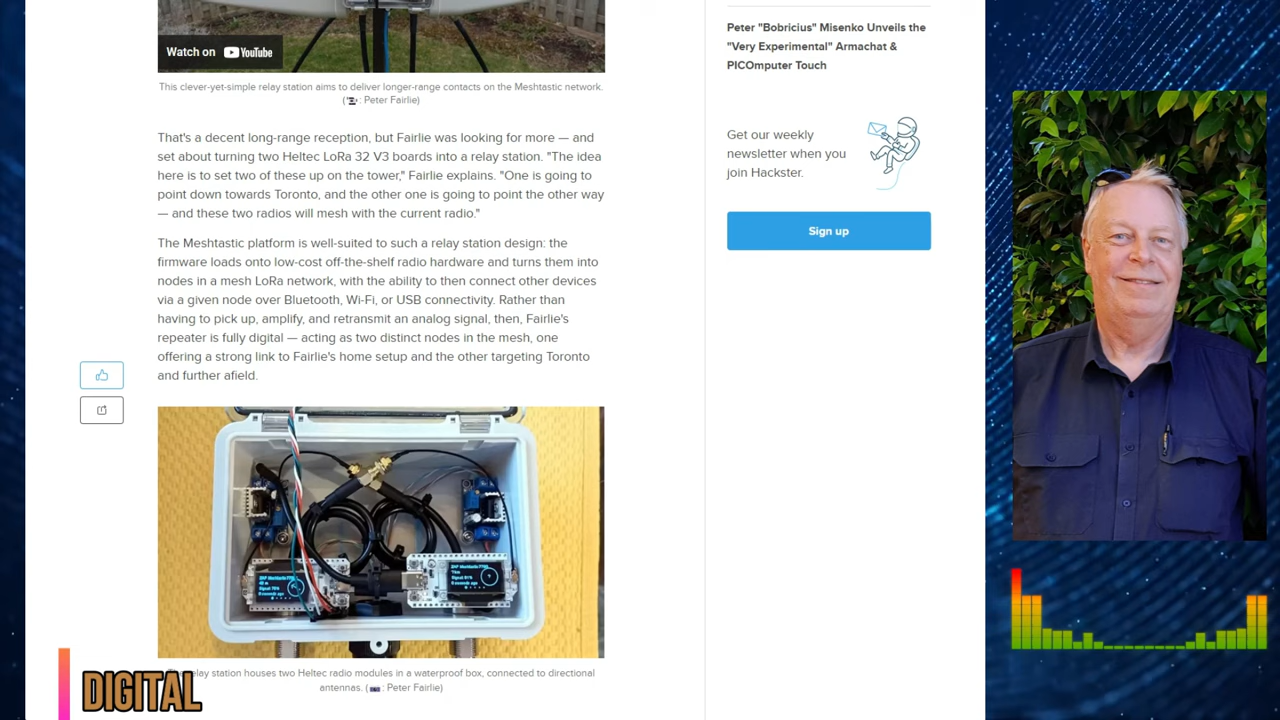 Watch on YouTube
This clever-yet-simple relay station aims to deliver longer-range contacts on the Meshtastic network.
(📷: Peter Fairlie)
That's a decent long-range reception, but Fairlie was looking for more — and
set about turning two Heltec LoRa 32 V3 boards into a relay station. "The idea
here is to set two of these up on the tower," Fairlie explains. "One is going to
point down towards Toronto, and the other one is going to point the other way
— and these two radios will mesh with the current radio."
The Meshtastic platform is well-suited to such a relay station design: the
firmware loads onto low-cost off-the-shelf radio hardware and turns them into
nodes in a mesh LoRa network, with the ability to then connect other devices
via a given node over Bluetooth, Wi-Fi, or USB connectivity. Rather than
having to pick up, amplify, and retransmit an analog signal, then, Fairlie's
repeater is fully digital — acting as two distinct nodes in the mesh, one
offering a strong link to Fairlie's home setup and the other targeting Toronto
and further afield.
relay station houses two Heltec radio modules in a waterproof box, connected to directional
antennas. (📷: Peter Fairlie)
Peter "Bobricius" Misenko Unveils the
"Very Experimental" Armachat &
PICOmputer Touch
Get our weekly
newsletter when you
join Hackster.
Sign up
DIGITAL